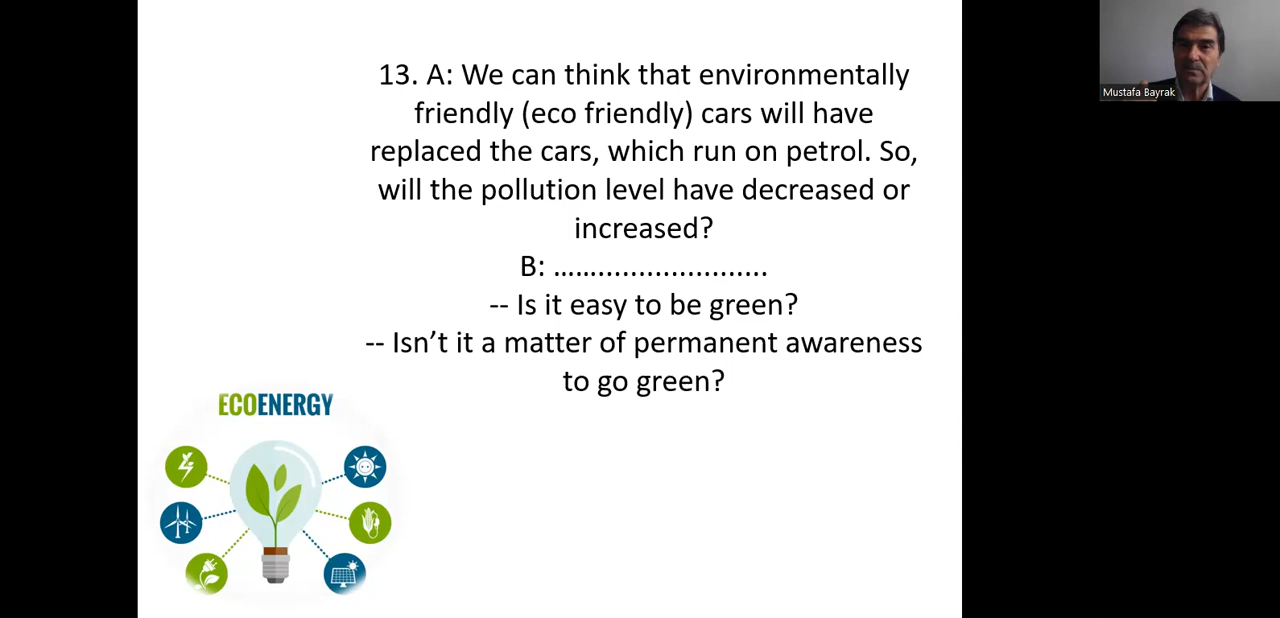 13. A: We can think that environmentally
friendly (eco friendly) cars will have
replaced the cars, which run on petrol. So,
will the pollution level have decreased or
increased?
B: ……......................
-- Is it easy to be green?
-- Isn’t it a matter of permanent awareness
to go green?
ECOENERGY
Mustafa Bayrak